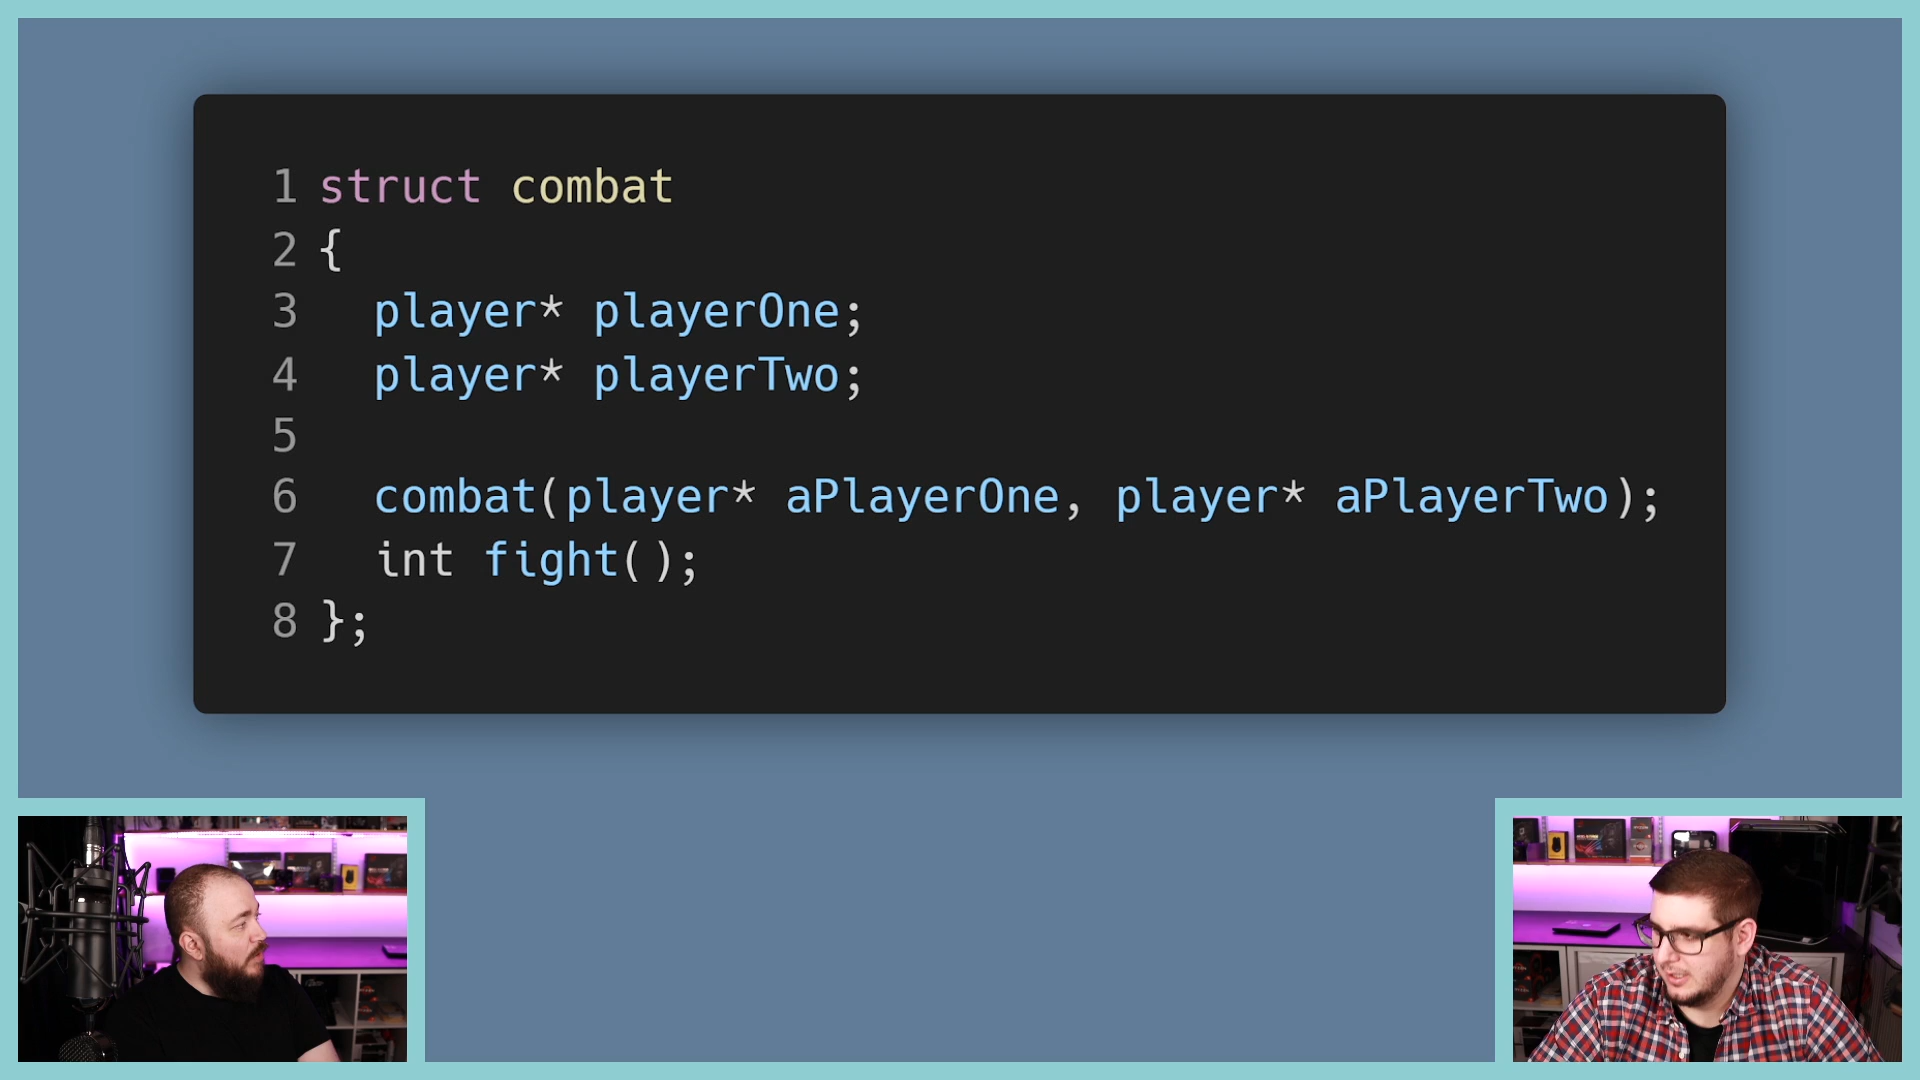 1 struct combat
2 {
3 player* playerOne;
4 player* playerTwo;
5
6 combat(player* aPlayerOne, player* aPlayerTwo);
7 int fight();
8 };